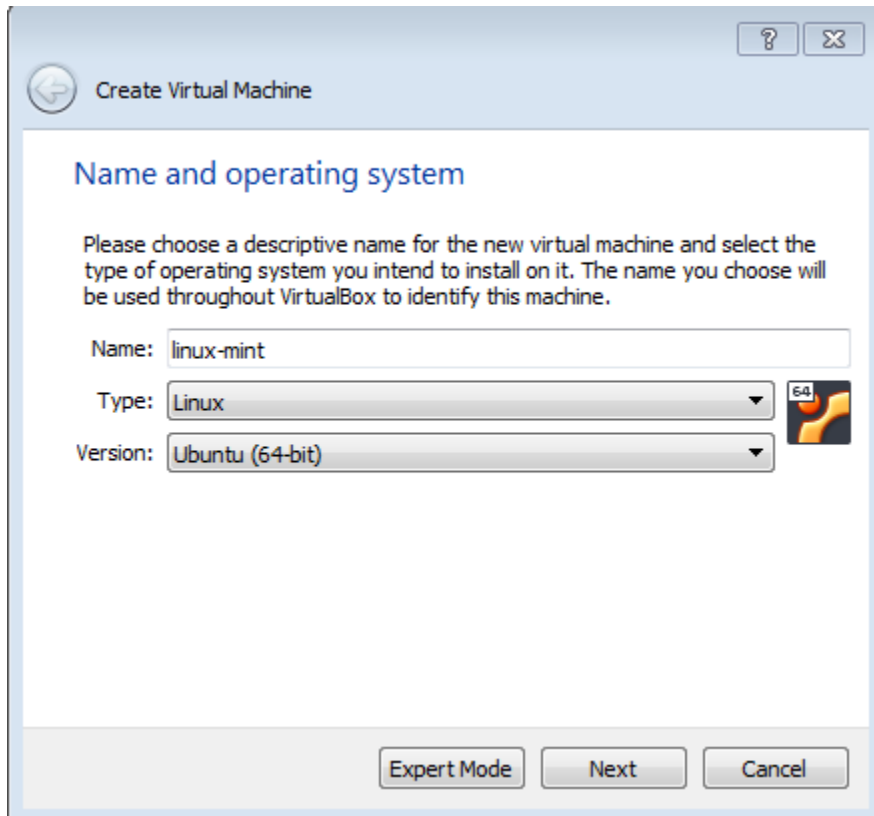 ?
Create Virtual Machine
Name and operating system
Please choose a descriptive name for the new virtual machine and select the
type of operating system you intend to install on it. The name you choose will
be used throughout VirtualBox to identify this machine.
Name: linux-mint
Type: Linux
64
Version: Ubuntu (64-bit)
Expert Mode Next Cancel